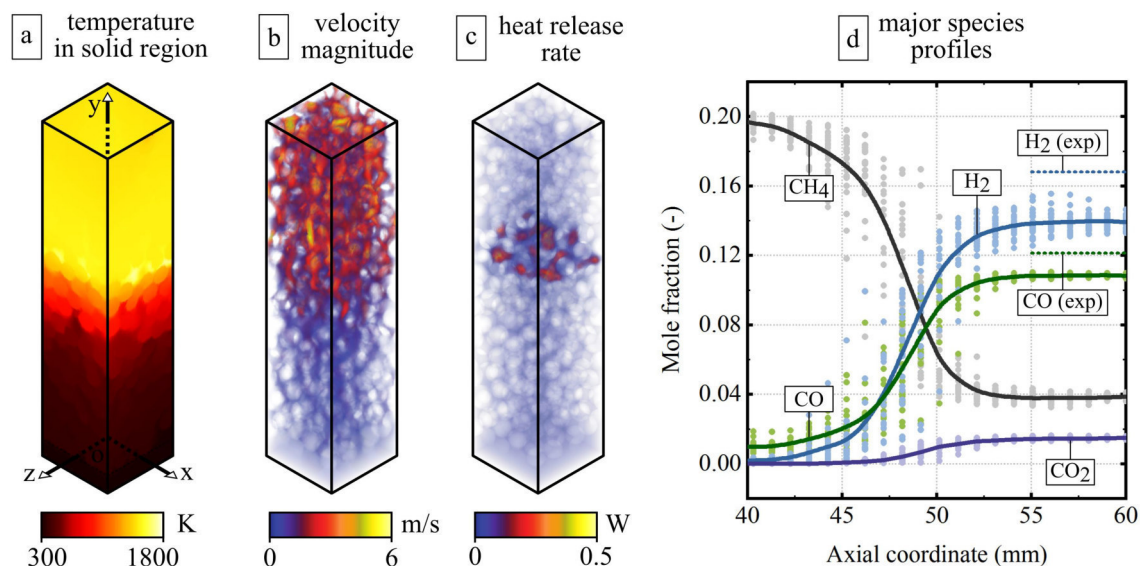 a
temperature
in solid region
y
o
z
x
K
300
1800
b
velocity
magnitude
m/s
0
6
c
heat release
rate
W
0
0.5
d
major species
profiles
Mole fraction (-)
0.20
0.16
0.12
0.08
0.04
0.00
CH4
H2
H2 (exp)
CO (exp)
CO
CO2
40
45
50
55
60
Axial coordinate (mm)